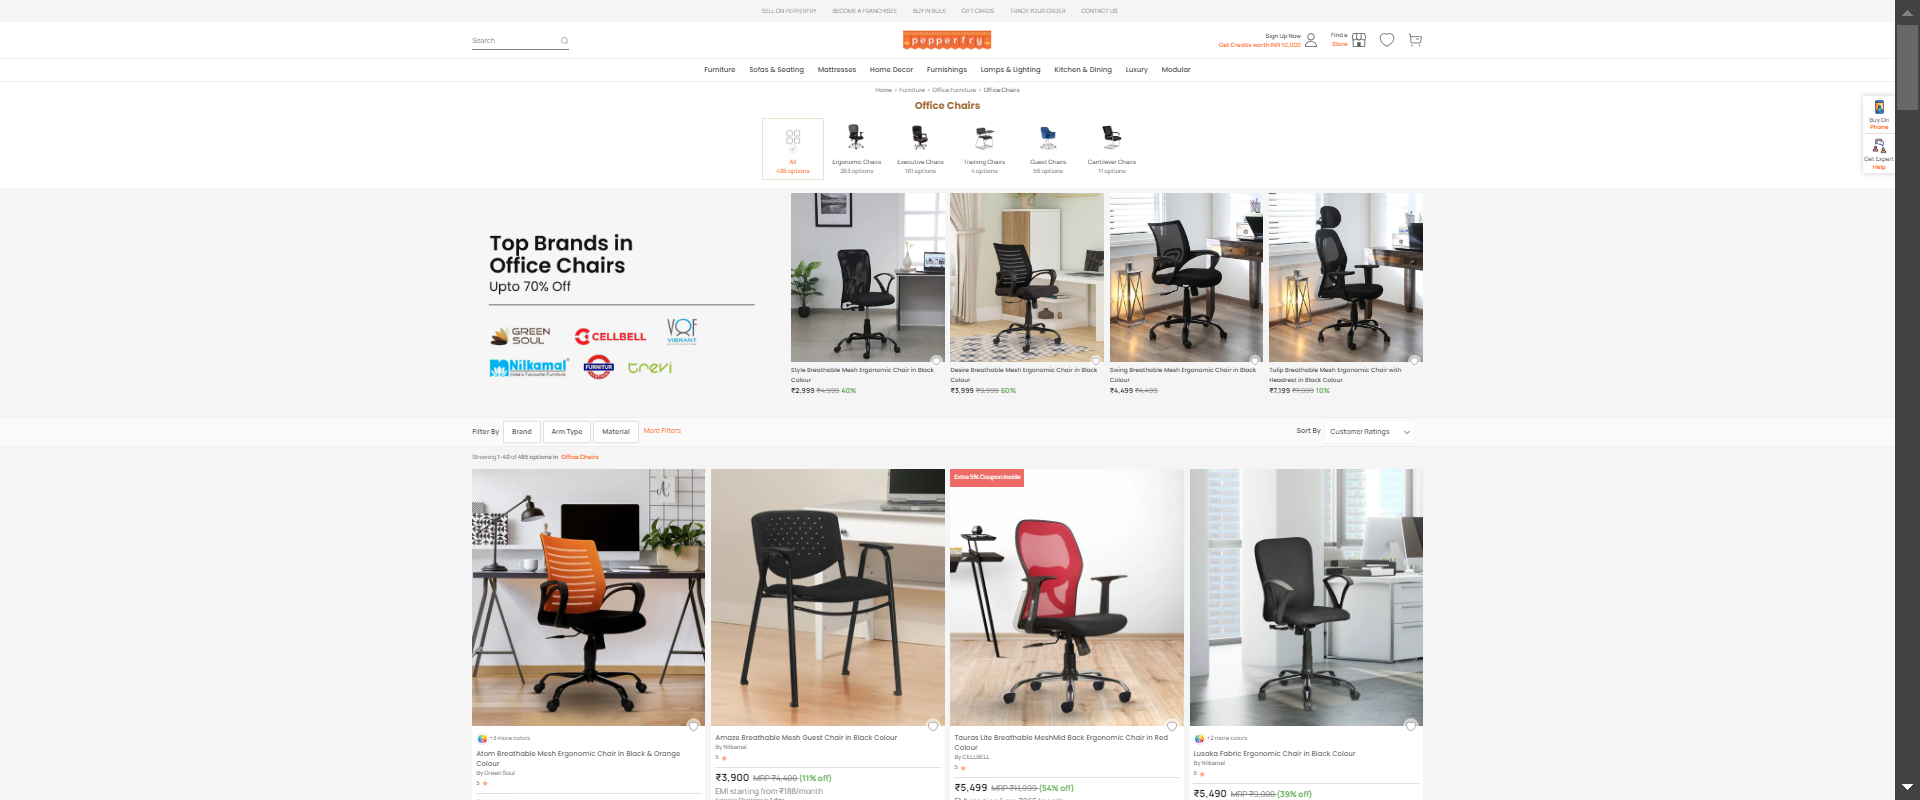 SELL ON PEPPERFRY BECOME A FRANCHISEE BUY IN BULK GIFT CARDS TRACK YOUR ORDER CONTACT US
Search
pepperfry
Sign Up Now
Get Credits worth INR 10,000
Find a
Store
Furniture Sofas & Seating Mattresses Home Decor Furnishings Lamps & Lighting Kitchen & Dining Luxury Modular
Home > Furniture > Office Furniture > Office Chairs
Office Chairs
All
496 options
Ergonomic Chairs
263 options
Executive Chairs
161 options
Training Chairs
4 options
Guest Chairs
56 options
Cantilever Chairs
11 options
Buy On
Phone
Get Expert
Help
Top Brands in
Office Chairs
Upto 70% Off
GREEN
SOUL
CELLBELL
VOF
VIBRANT
Nilkamal
India's Favourite Furniture
FURNITUR
trevi
Style Breathable Mesh Ergonomic Chair in Black
Colour
₹2,999 ₹4,999 40%
Desire Breathable Mesh Ergonomic Chair in Black
Colour
₹3,999 ₹9,999 60%
Swing Breathable Mesh Ergonomic Chair in Black
Colour
₹4,499 ₹4,499
Tulip Breathable Mesh Ergonomic Chair with
Headrest in Black Colour
₹7,199 ₹7,999 10%
Filter By Brand Arm Type Material More Filters
Sort By Customer Ratings
Showing 1-40 of 495 options in Office Chairs
Extra 5% Coupon Inside
+3 more colors
Atom Breathable Mesh Ergonomic Chair in Black & Orange
Colour
By Green Soul
5
Amaze Breathable Mesh Guest Chair in Black Colour
By Nilkamal
5
₹3,900 MRP ₹4,400 (11% off)
EMI starting from ₹188/month
Tauras Lite Breathable MeshMid Back Ergonomic Chair in Red
Colour
By CELLBELL
5
₹5,499 MRP ₹11,999 (54% off)
+2 more colors
Lusaka Fabric Ergonomic Chair in Black Colour
By Nilkamal
5
₹5,490 MRP ₹9,000 (39% off)